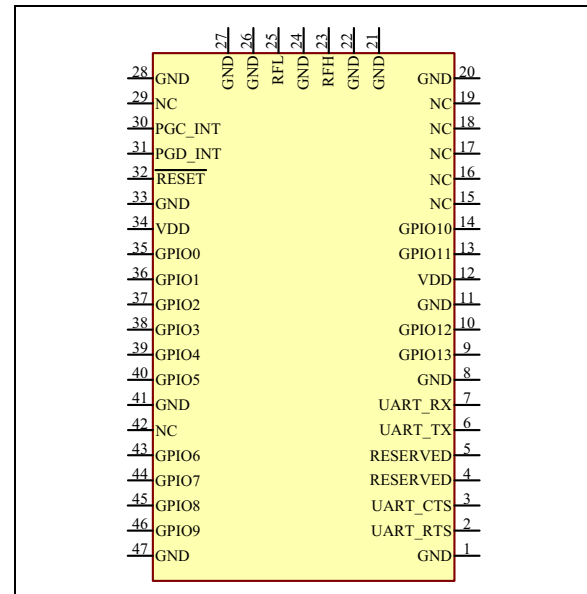 27 26 25 24 23 22 21
GND GND RFL GND RFH GND GND
28 GND GND 20
29 NC NC 19
30 PGC_INT NC 18
31 PGD_INT NC 17
32 RESET NC 16
33 GND NC 15
34 VDD GPIO10 14
35 GPIO0 GPIO11 13
36 GPIO1 VDD 12
37 GPIO2 GND 11
38 GPIO3 GPIO12 10
39 GPIO4 GPIO13 9
40 GPIO5 GND 8
41 GND UART_RX 7
42 NC UART_TX 6
43 GPIO6 RESERVED 5
44 GPIO7 RESERVED 4
45 GPIO8 UART_CTS 3
46 GPIO9 UART_RTS 2
47 GND GND 1